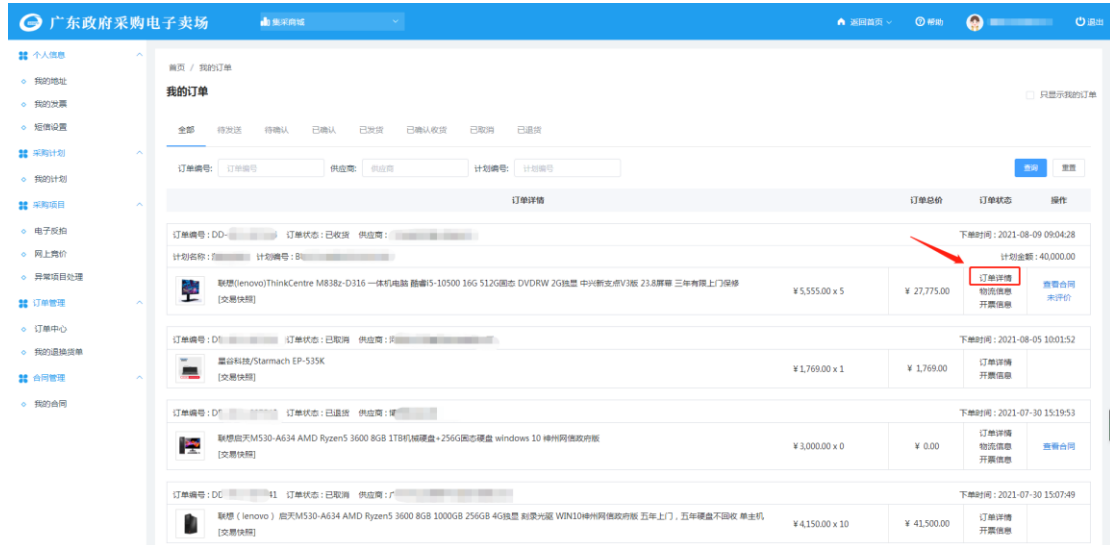 广东政府采购电子卖场
集采商城
返回首页
帮助
退出
个人信息
我的地址
我的发票
短信设置
采购计划
我的计划
采购项目
电子反拍
网上竞价
异常项目处理
订单管理
订单中心
我的退换货单
合同管理
我的合同
首页 / 我的订单
我的订单
只显示我的订单
全部 待发送 待确认 已确认 已发货 已确认收货 已取消 已退货
订单编号: 订单编号 供应商: 供应商 计划编号: 计划编号 查询 重置
订单详情 订单总价 订单状态 操作
订单编号：DD- 订单状态：已收货 供应商： 下单时间：2021-08-09 09:04:28
计划名称： 计划编号： 计划金额：40,000.00
联想(lenovo)ThinkCentre M838z-D316 一体机电脑 酷睿i5-10500 16G 512G固态 DVDRW 2G独显 中兴新支点V3版 23.8屏幕 三年有限上门保修
[交易快照]
¥5,555.00 x 5 ¥ 27,775.00
订单详情
物流信息
开票信息
查看合同
未评价
订单编号： 订单状态：已取消 供应商： 下单时间：2021-08-05 10:01:52
星谷科技/Starmach EP-535K
[交易快照]
¥1,769.00 x 1 ¥ 1,769.00
订单详情
开票信息
订单编号： 订单状态：已退货 供应商： 下单时间：2021-07-30 15:19:53
联想启天M530-A634 AMD Ryzen5 3600 8GB 1TB机械硬盘+256G固态硬盘 windows 10 神州网信政府版
[交易快照]
¥3,000.00 x 0 ¥ 0.00
订单详情
物流信息
开票信息
查看合同
订单编号： 41 订单状态：已取消 供应商： 下单时间：2021-07-30 15:07:49
联想（lenovo）启天M530-A634 AMD Ryzen5 3600 8GB 1000GB 256GB 4G独显 刻录光驱 WIN10神州网信政府版 五年上门，五年硬盘不回收 单主机
[交易快照]
¥4,150.00 x 10 ¥ 41,500.00
订单详情
开票信息